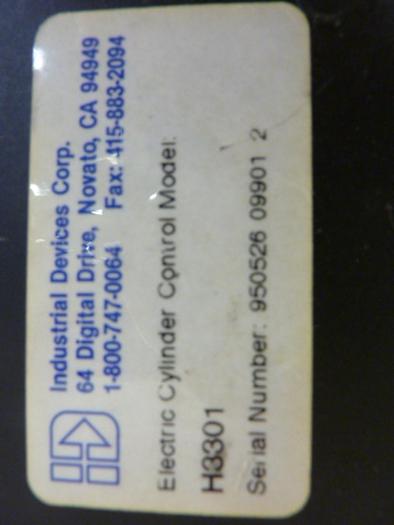 Industrial Devices Corp.
64 Digital Drive, Novato, CA 94949
1-800-747-0064 Fax: 415-883-2094
Electric Cylinder Control Model:
H3301
Serial Number: 950526 09901 2